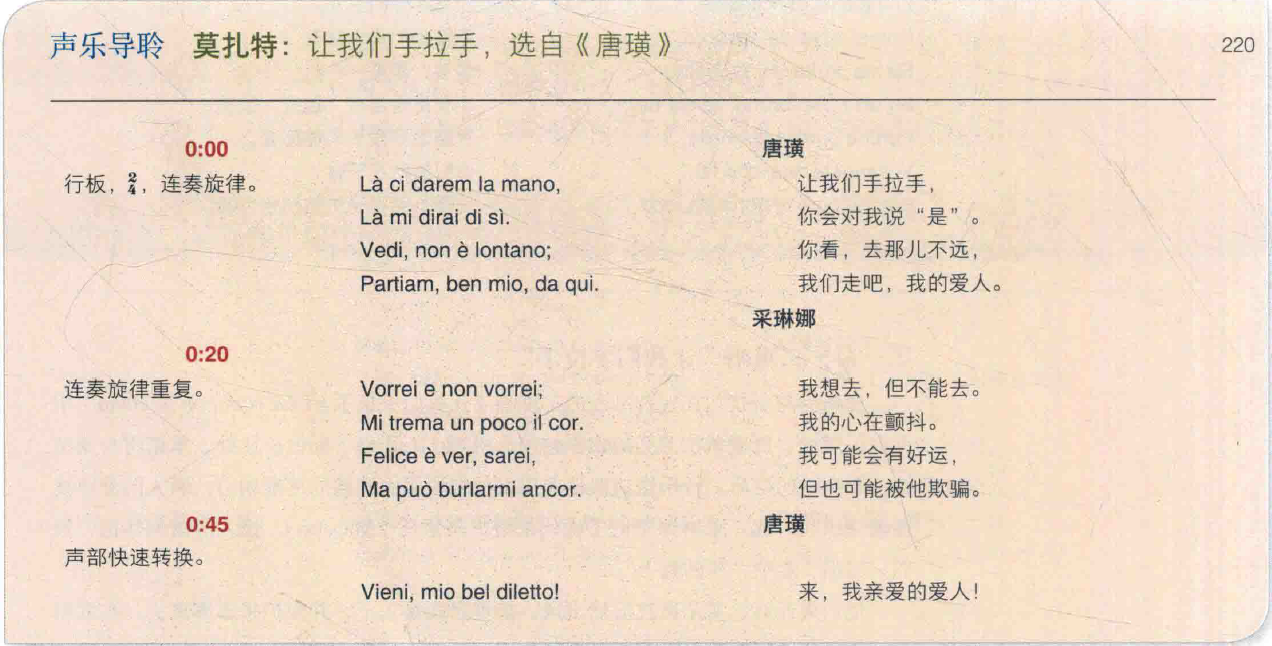 声乐导聆 莫扎特：让我们手拉手，选自《唐璜》 220
0:00 唐璜
行板，2/4，连奏旋律。 Là ci darem la mano, 让我们手拉手，
Là mi dirai di sì. 你会对我说“是”。
Vedi, non è lontano; 你看，去那儿不远，
Partiam, ben mio, da qui. 我们走吧，我的爱人。
采琳娜
0:20
连奏旋律重复。 Vorrei e non vorrei; 我想去，但不能去。
Mi trema un poco il cor. 我的心在颤抖。
Felice è ver, sarei, 我可能会有好运，
Ma può burlarmi ancor. 但也可能被他欺骗。
0:45 唐璜
声部快速转换。
Vieni, mio bel diletto! 来，我亲爱的爱人！